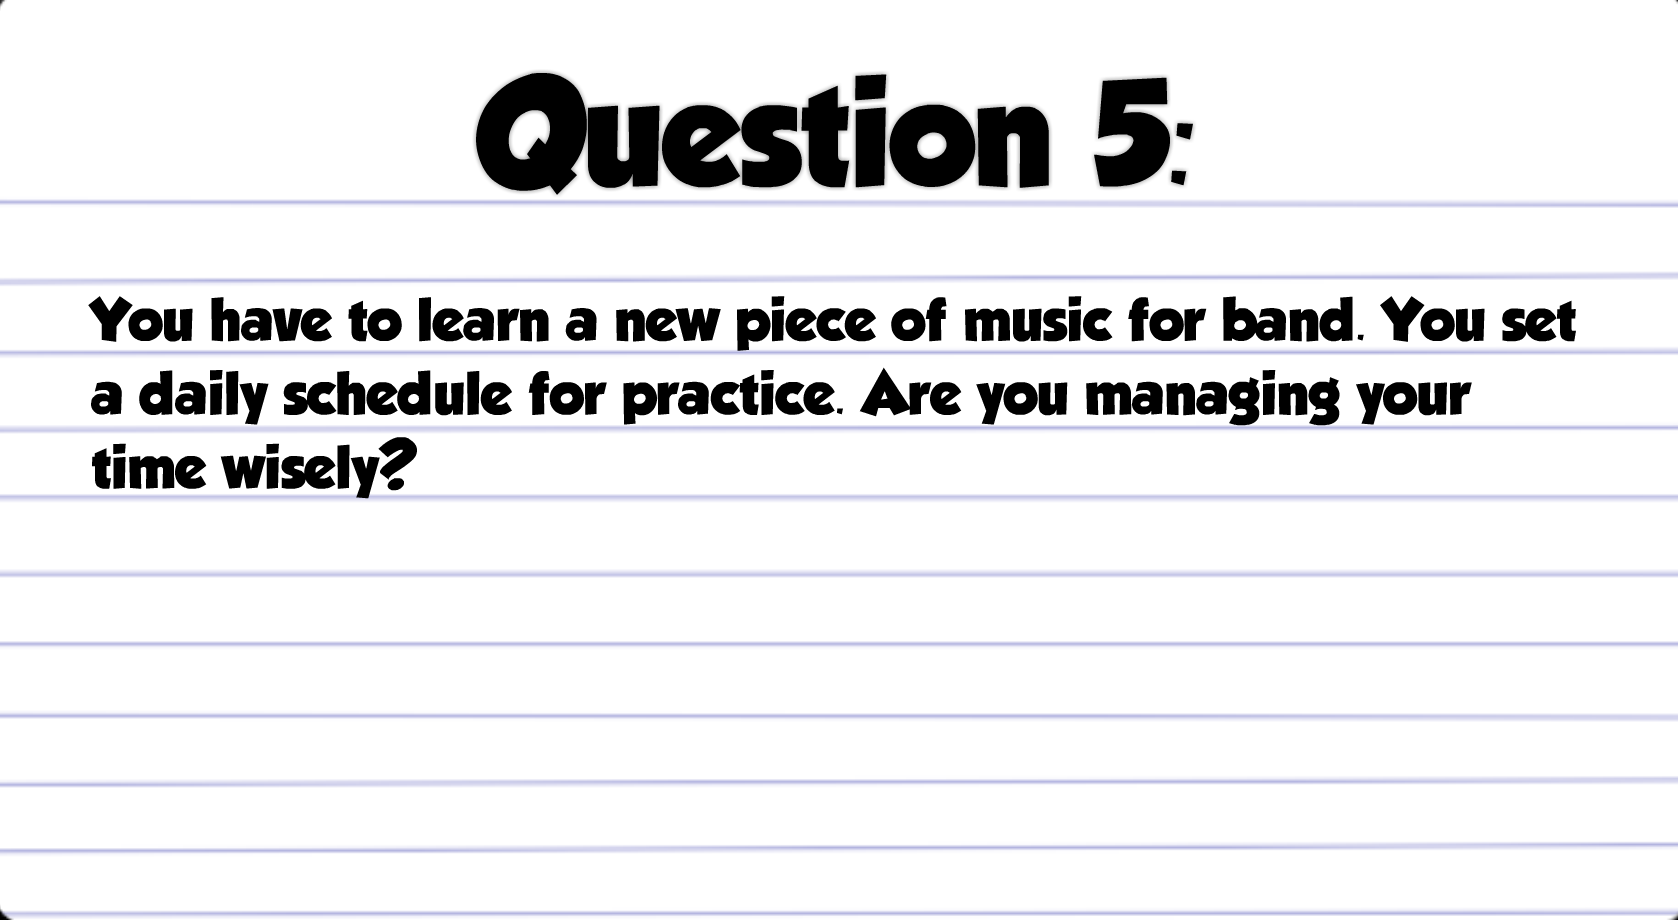 Question 5:
You have to learn a new piece of music for band. You set
a daily schedule for practice. Are you managing your
time wisely?